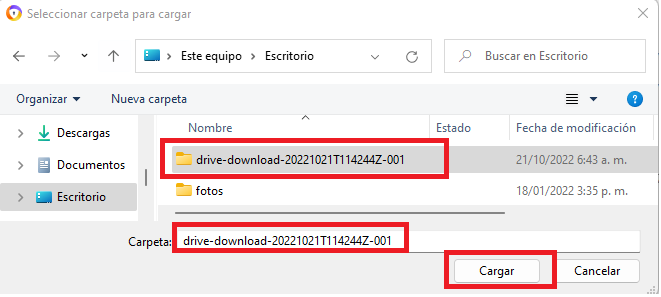 Seleccionar carpeta para cargar
Este equipo > Escritorio
Buscar en Escritorio
Organizar
Nueva carpeta
Nombre Estado Fecha de modificación
Descargas
drive-download-20221021T114244Z-001 21/10/2022 6:43 a. m.
Documentos
fotos 18/01/2022 3:35 p. m.
Escritorio
Carpeta: drive-download-20221021T114244Z-001
Cargar Cancelar